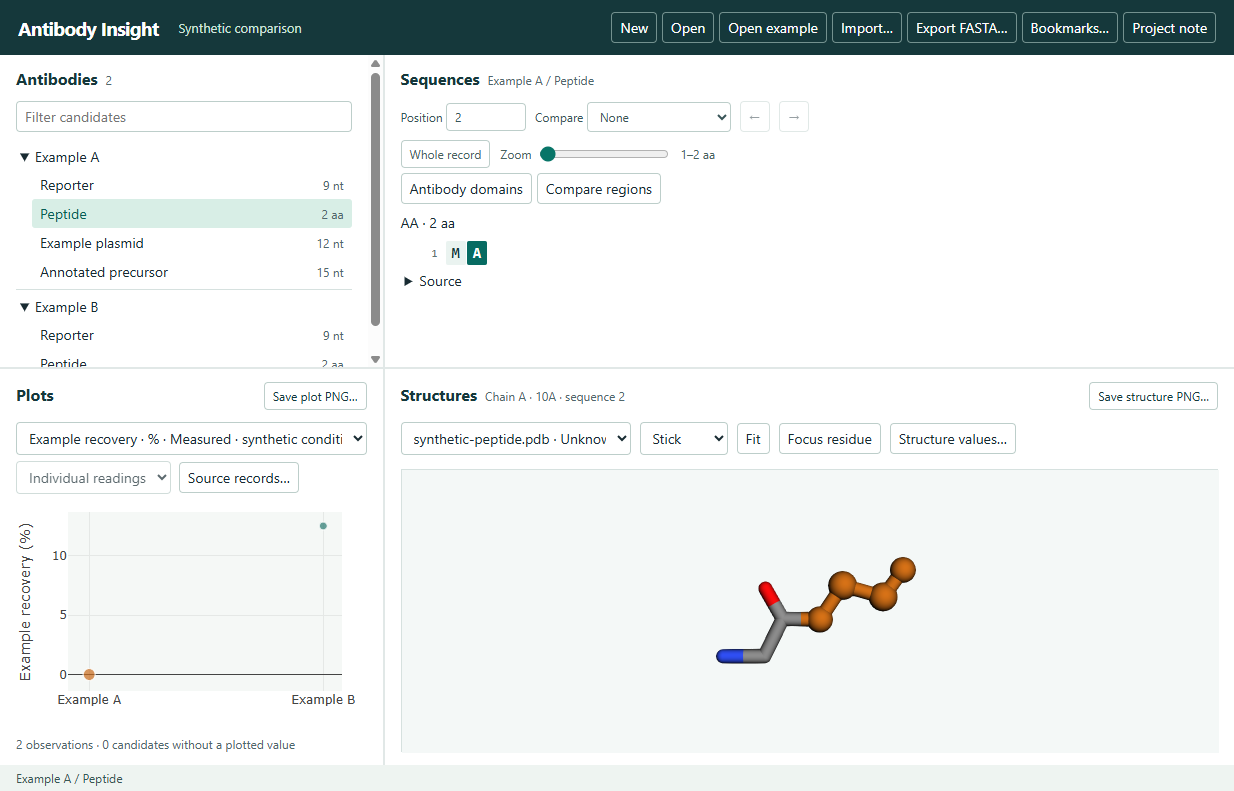 Antibody Insight Synthetic comparison New Open Open example Import... Export FASTA... Bookmarks... Project note
Antibodies 2
Filter candidates
▼ Example A
Reporter 9 nt
Peptide 2 aa
Example plasmid 12 nt
Annotated precursor 15 nt
▼ Example B
Reporter 9 nt
Peptide 2 aa
Sequences Example A / Peptide
Position 2 Compare None ← →
Whole record Zoom 1–2 aa
Antibody domains Compare regions
AA · 2 aa
1 M A
▶ Source
Plots Save plot PNG...
Example recovery · % · Measured · synthetic conditi
Individual readings Source records...
Example recovery (%)
10
5
0
Example A Example B
2 observations · 0 candidates without a plotted value
Structures Chain A · 10A · sequence 2 Save structure PNG...
synthetic-peptide.pdb · Unknow Stick Fit Focus residue Structure values...
Example A / Peptide